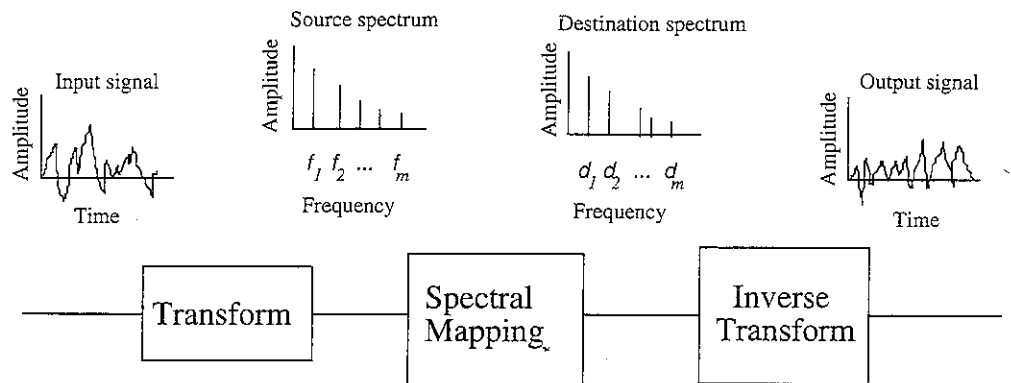 Source spectrum
Destination spectrum
Input signal
Output signal
Amplitude
Amplitude
Amplitude
Amplitude
f1 f2 ... fm
d1 d2 ... dm
Time
Frequency
Frequency
Time
Transform
Spectral
Mapping
Inverse
Transform